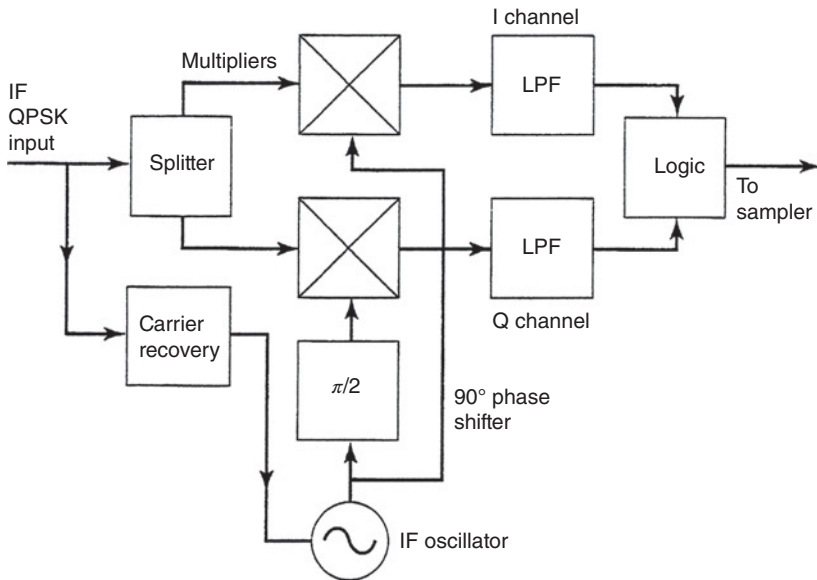 I channel
Multipliers
LPF
IF
QPSK
input
Splitter
Logic
To
sampler
LPF
Q channel
Carrier
recovery
π/2
90° phase
shifter
IF oscillator